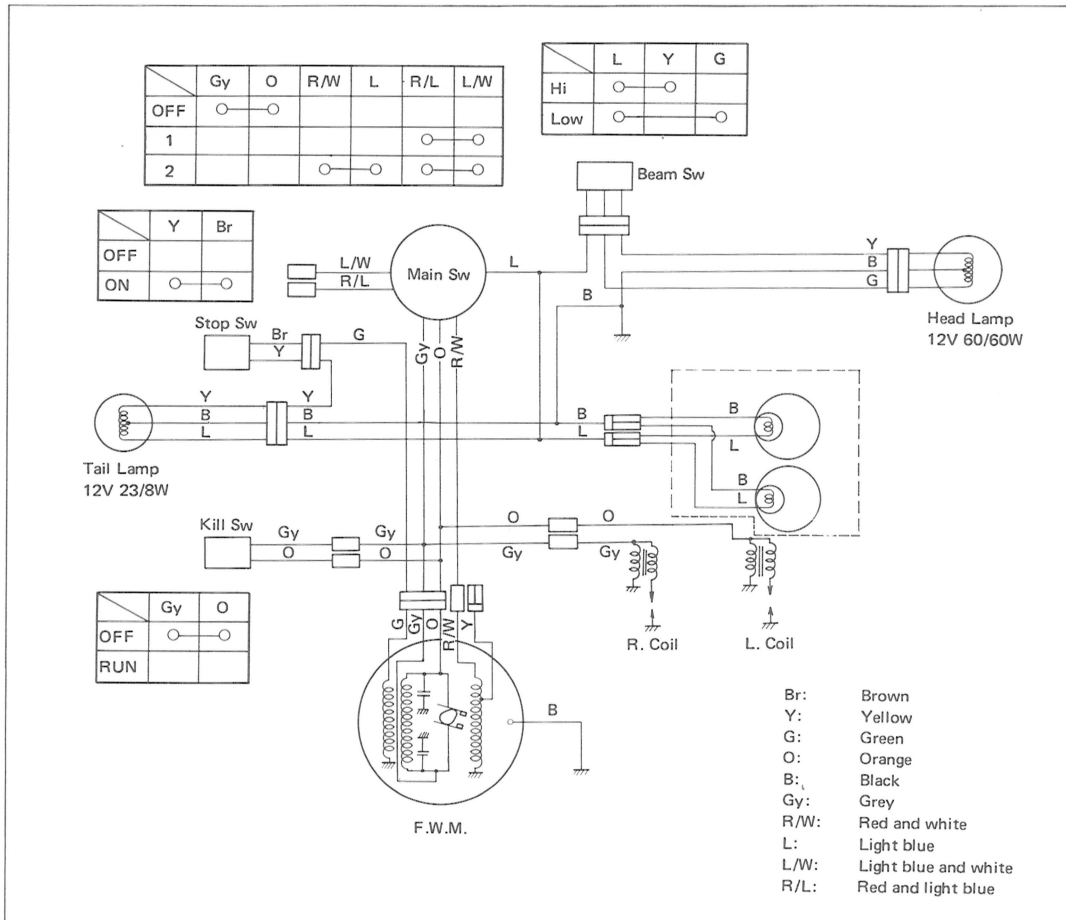 Gy O R/W L R/L L/W
OFF
1
2
L Y G
Hi
Low
Beam Sw
Y Br
OFF
ON
L/W
R/L
Main Sw
L
Y
B
G
Head Lamp
12V 60/60W
B
Stop Sw
Br
Y
G
Gy
O
R/W
Y Y
B B
L L
Tail Lamp
12V 23/8W
B
L
B
L
B
L
Kill Sw
Gy Gy
O O
O O
Gy Gy
Gy O
OFF
RUN
G
Gy
O
R/W
Y
R. Coil
L. Coil
B
F.W.M.
Br: Brown
Y: Yellow
G: Green
O: Orange
B: Black
Gy: Grey
R/W: Red and white
L: Light blue
L/W: Light blue and white
R/L: Red and light blue